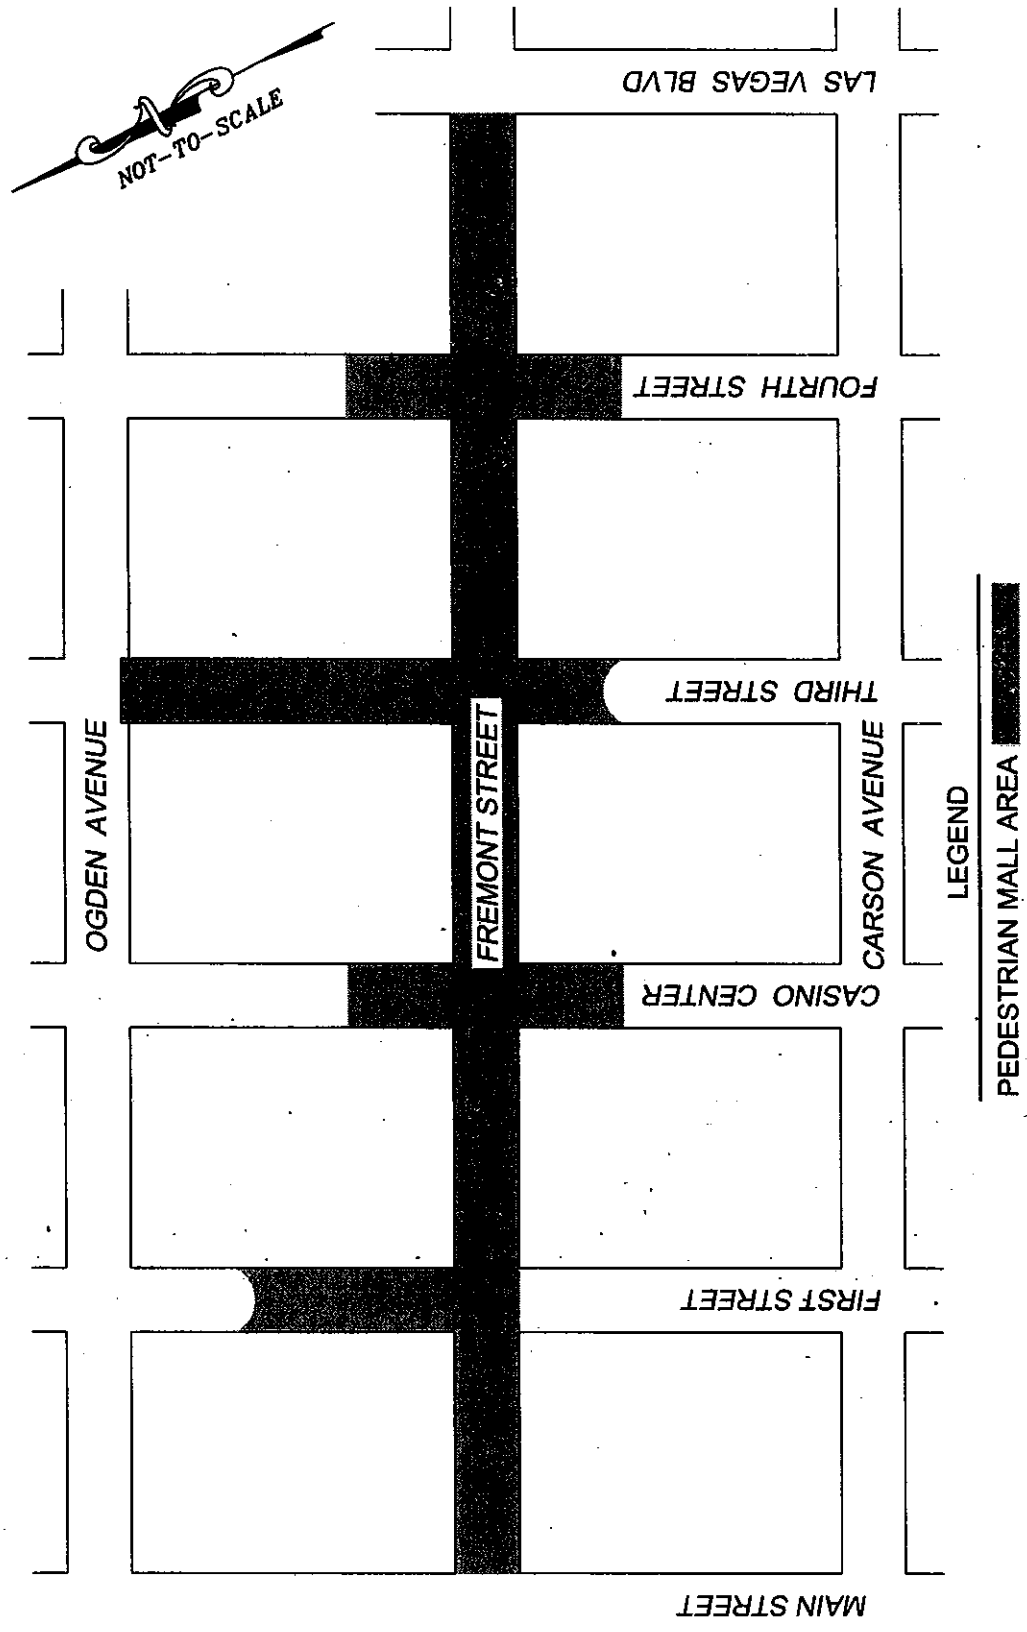 NOT-TO-SCALE
LAS VEGAS BLVD
FOURTH STREET
THIRD STREET
OGDEN AVENUE
FREMONT STREET
CARSON AVENUE
CASINO CENTER
FIRST STREET
MAIN STREET
LEGEND
PEDESTRIAN MALL AREA